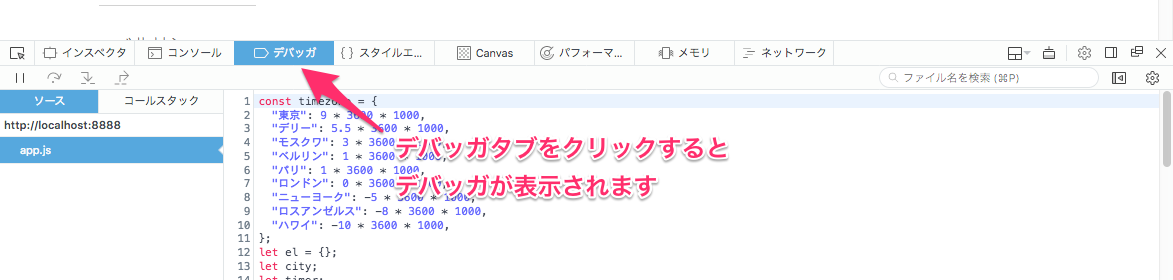 インスペクタ コンソール デバッガ スタイルエ... Canvas パフォーマ... メモリ ネットワーク
ファイル名を検索 (⌘P)
ソース コールスタック
http://localhost:8888
app.js
1 const timezone = {
2 "東京": 9 * 3600 * 1000,
3 "デリー": 5.5 * 3600 * 1000,
4 "モスクワ": 3 * 3600 * 1000,
5 "ベルリン": 1 * 3600 * 1000,
6 "パリ": 1 * 3600 * 1000,
7 "ロンドン": 0 * 3600 * 1000,
8 "ニューヨーク": -5 * 3600 * 1000,
9 "ロスアンゼルス": -8 * 3600 * 1000,
10 "ハワイ": -10 * 3600 * 1000,
11 };
12 let el = {};
13 let city;
14 let timer;
デバッガタブをクリックすると
デバッガが表示されます